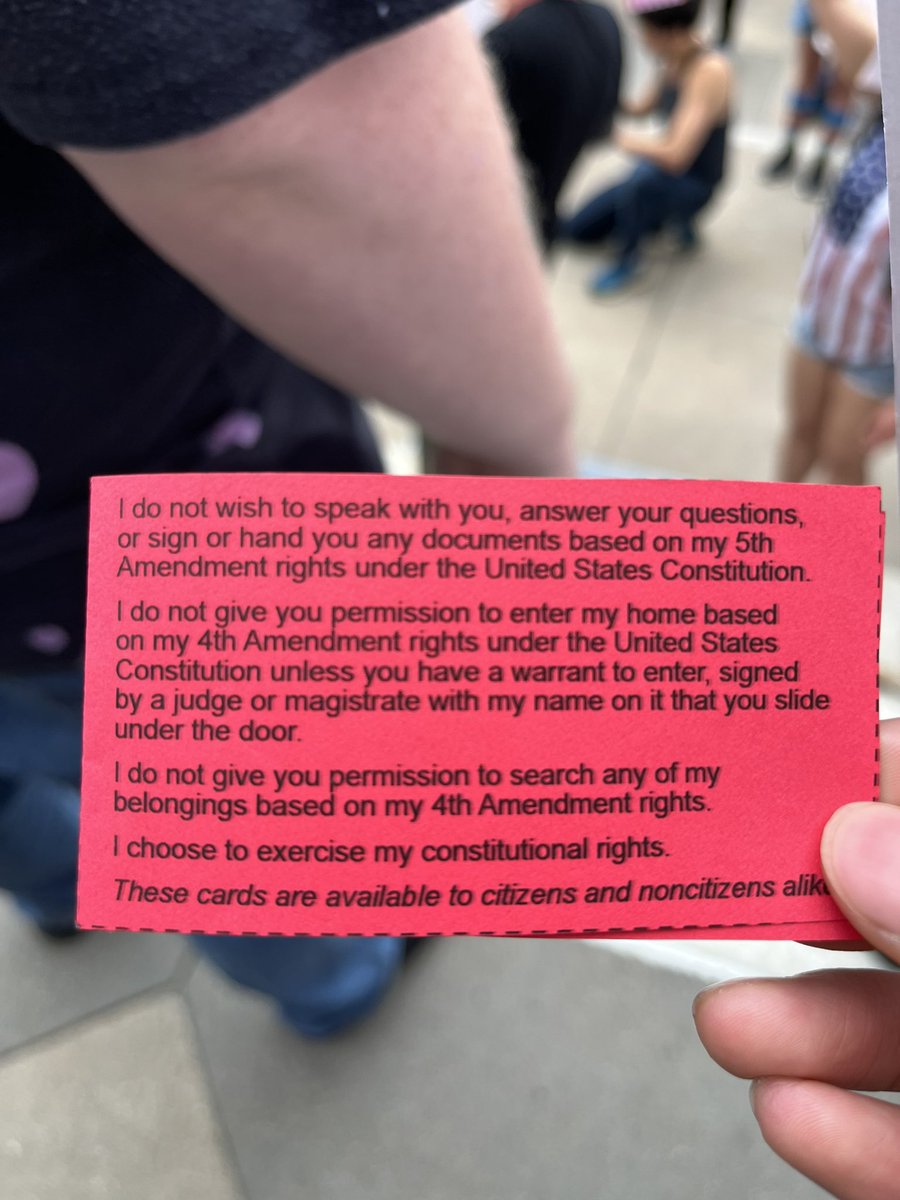 I do not wish to speak with you, answer your questions,
or sign or hand you any documents based on my 5th
Amendment rights under the United States Constitution.
I do not give you permission to enter my home based
on my 4th Amendment rights under the United States
Constitution unless you have a warrant to enter, signed
by a judge or magistrate with my name on it that you slide
under the door.
I do not give you permission to search any of my
belongings based on my 4th Amendment rights.
I choose to exercise my constitutional rights.
These cards are available to citizens and noncitizens